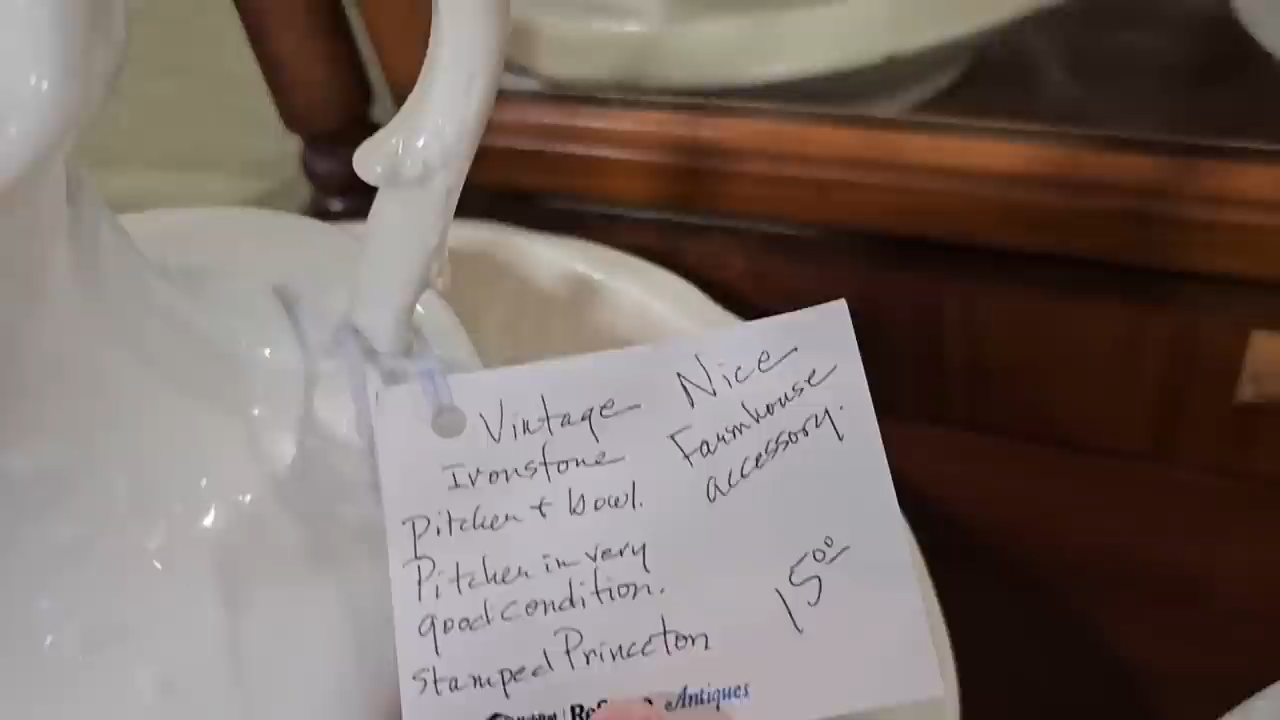 Vintage
Ironstone
Pitcher + bowl.
Pitcher in very
good condition.
Stamped Princeton
Nice
Farmhouse
accessory.
15⁰⁰
Antiques